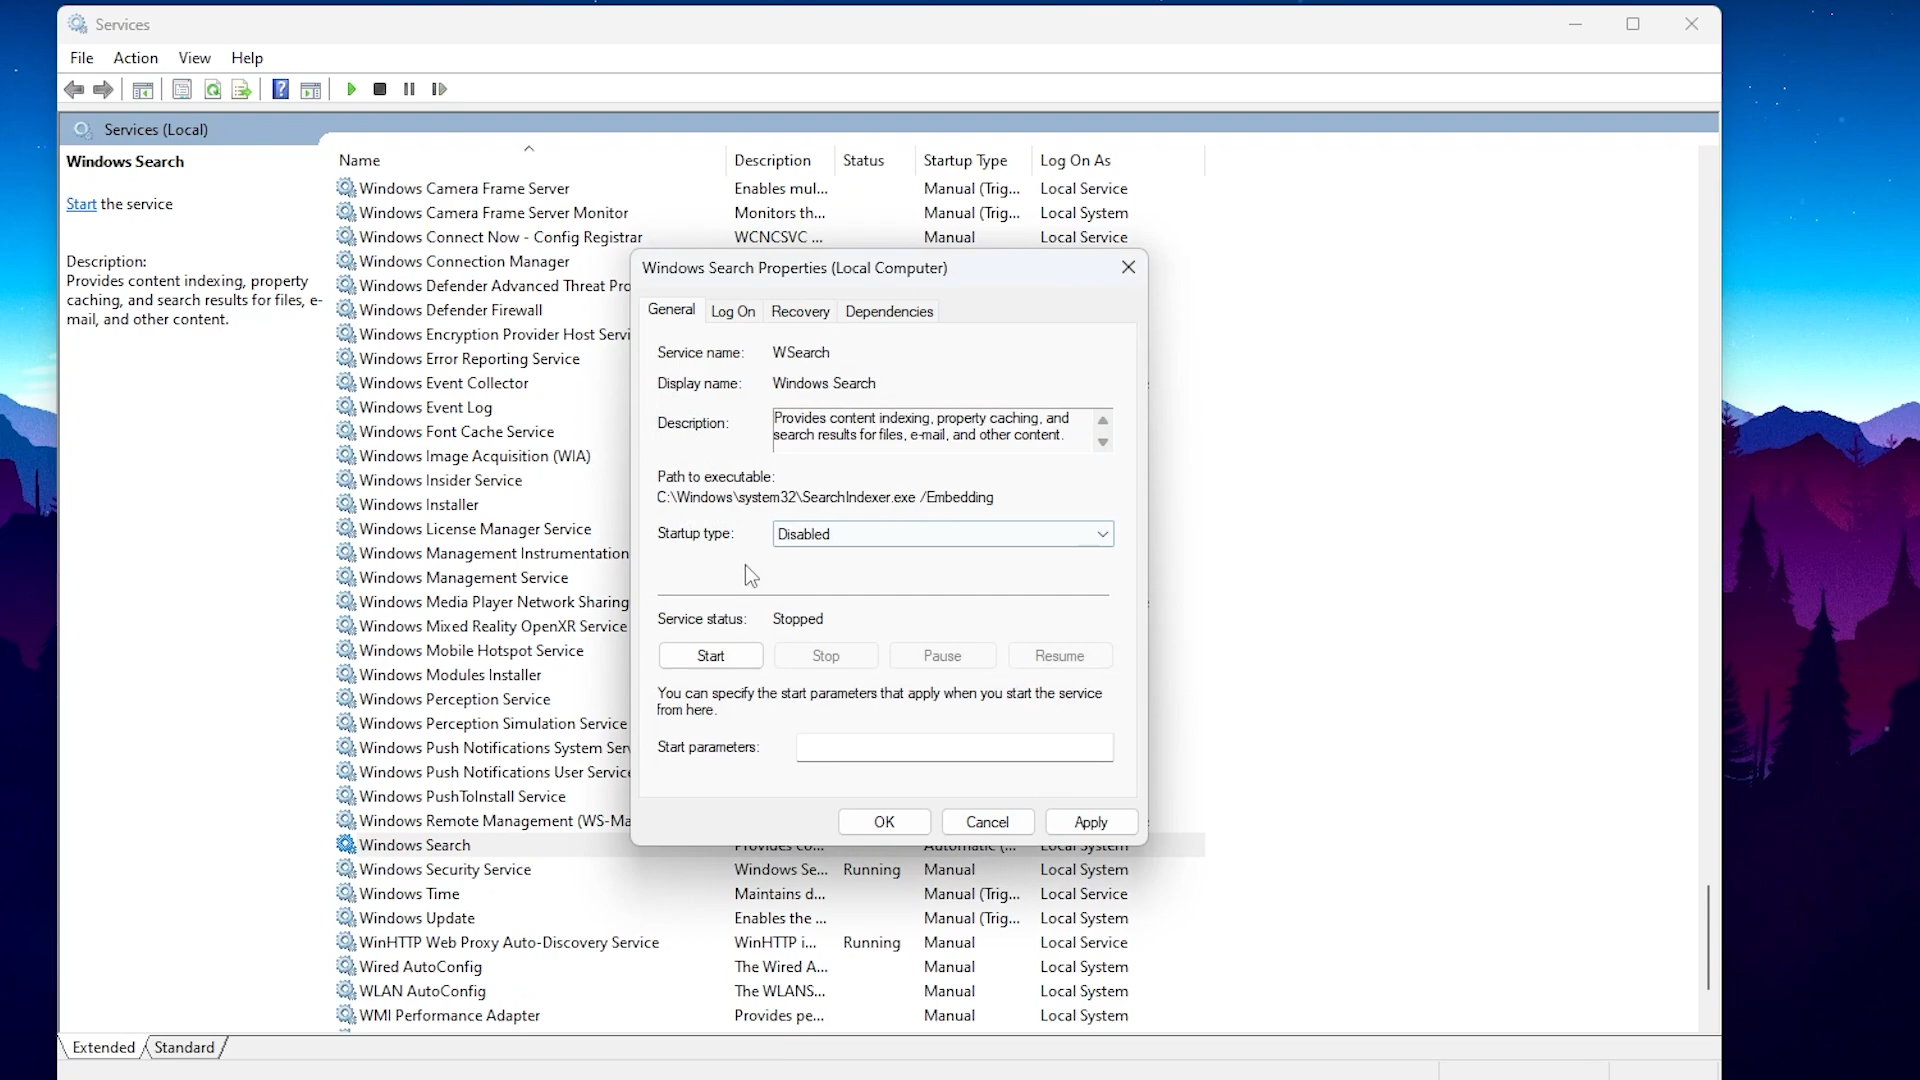 Services
File Action View Help
Services (Local)
Windows Search
Start the service
Description:
Provides content indexing, property
caching, and search results for files, e-
mail, and other content.
Name Description Status Startup Type Log On As
Windows Camera Frame Server Enables mul... Manual (Trig... Local Service
Windows Camera Frame Server Monitor Monitors th... Manual (Trig... Local System
Windows Connect Now - Config Registrar WCNCSVC ... Manual Local Service
Windows Connection Manager
Windows Defender Advanced Threat Pro
Windows Defender Firewall
Windows Encryption Provider Host Servi
Windows Error Reporting Service
Windows Event Collector
Windows Event Log
Windows Font Cache Service
Windows Image Acquisition (WIA)
Windows Insider Service
Windows Installer
Windows License Manager Service
Windows Management Instrumentation
Windows Management Service
Windows Media Player Network Sharing
Windows Mixed Reality OpenXR Service
Windows Mobile Hotspot Service
Windows Modules Installer
Windows Perception Service
Windows Perception Simulation Service
Windows Push Notifications System Serv
Windows Push Notifications User Service
Windows PushToInstall Service
Windows Remote Management (WS-Ma
Windows Search Provides co... Automatic (... Local System
Windows Security Service Windows Se... Running Manual Local System
Windows Time Maintains d... Manual (Trig... Local Service
Windows Update Enables the ... Manual (Trig... Local System
WinHTTP Web Proxy Auto-Discovery Service WinHTTP i... Running Manual Local Service
Wired AutoConfig The Wired A... Manual Local System
WLAN AutoConfig The WLANS... Manual Local System
WMI Performance Adapter Provides pe... Manual Local System
Extended Standard
Windows Search Properties (Local Computer)
General Log On Recovery Dependencies
Service name: WSearch
Display name: Windows Search
Description: Provides content indexing, property caching, and
search results for files, e-mail, and other content.
Path to executable:
C:\Windows\system32\SearchIndexer.exe /Embedding
Startup type: Disabled
Service status: Stopped
Start Stop Pause Resume
You can specify the start parameters that apply when you start the service
from here.
Start parameters:
OK Cancel Apply